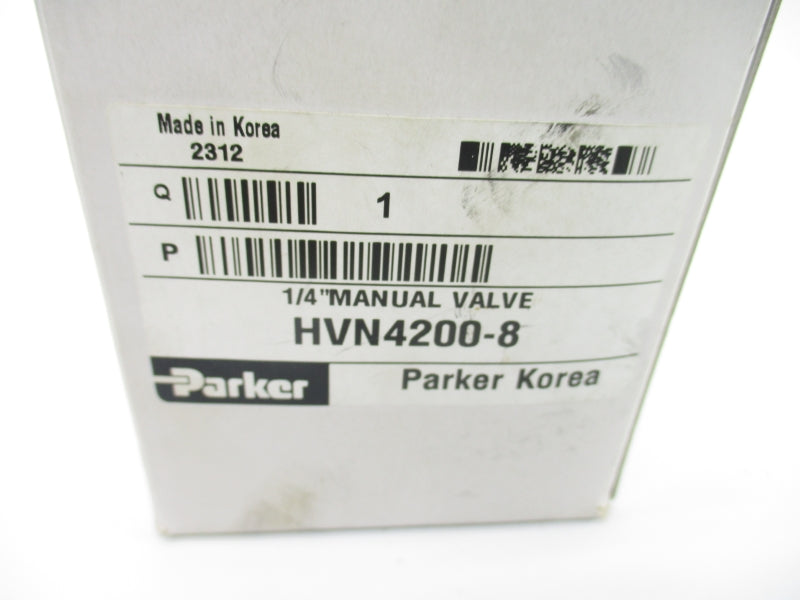 Made in Korea
2312
Q 1
P
1/4"MANUAL VALVE
HVN4200-8
Parker Parker Korea